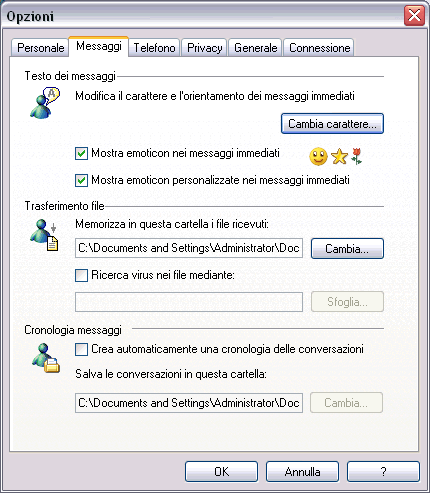 Opzioni
Personale Messaggi Telefono Privacy Generale Connessione
Testo dei messaggi
A
Modifica il carattere e l'orientamento dei messaggi immediati
Cambia carattere...
Mostra emoticon nei messaggi immediati
Mostra emoticon personalizzate nei messaggi immediati
Trasferimento file
Memorizza in questa cartella i file ricevuti:
C:\Documents and Settings\Administrator\Doc Cambia...
Ricerca virus nei file mediante:
Sfoglia...
Cronologia messaggi
Crea automaticamente una cronologia delle conversazioni
Salva le conversazioni in questa cartella:
C:\Documents and Settings\Administrator\Doc Cambia...
OK Annulla ?